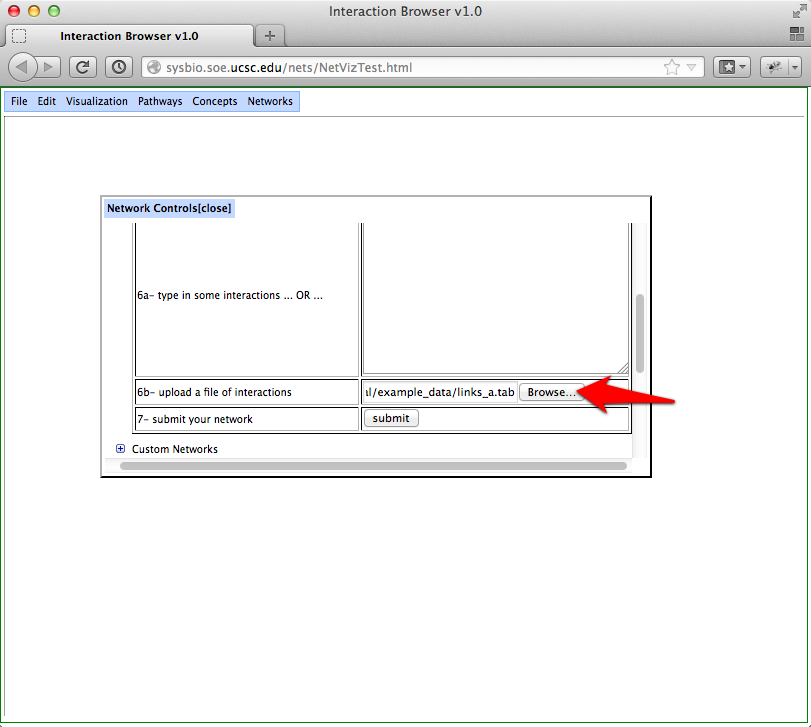 Interaction Browser v1.0
Interaction Browser v1.0
sysbio.soe.ucsc.edu/nets/NetVizTest.html
File Edit Visualization Pathways Concepts Networks
Network Controls[close]
6a- type in some interactions ... OR ...
6b- upload a file of interactions
al/example_data/links_a.tab Browse...
7- submit your network
submit
Custom Networks